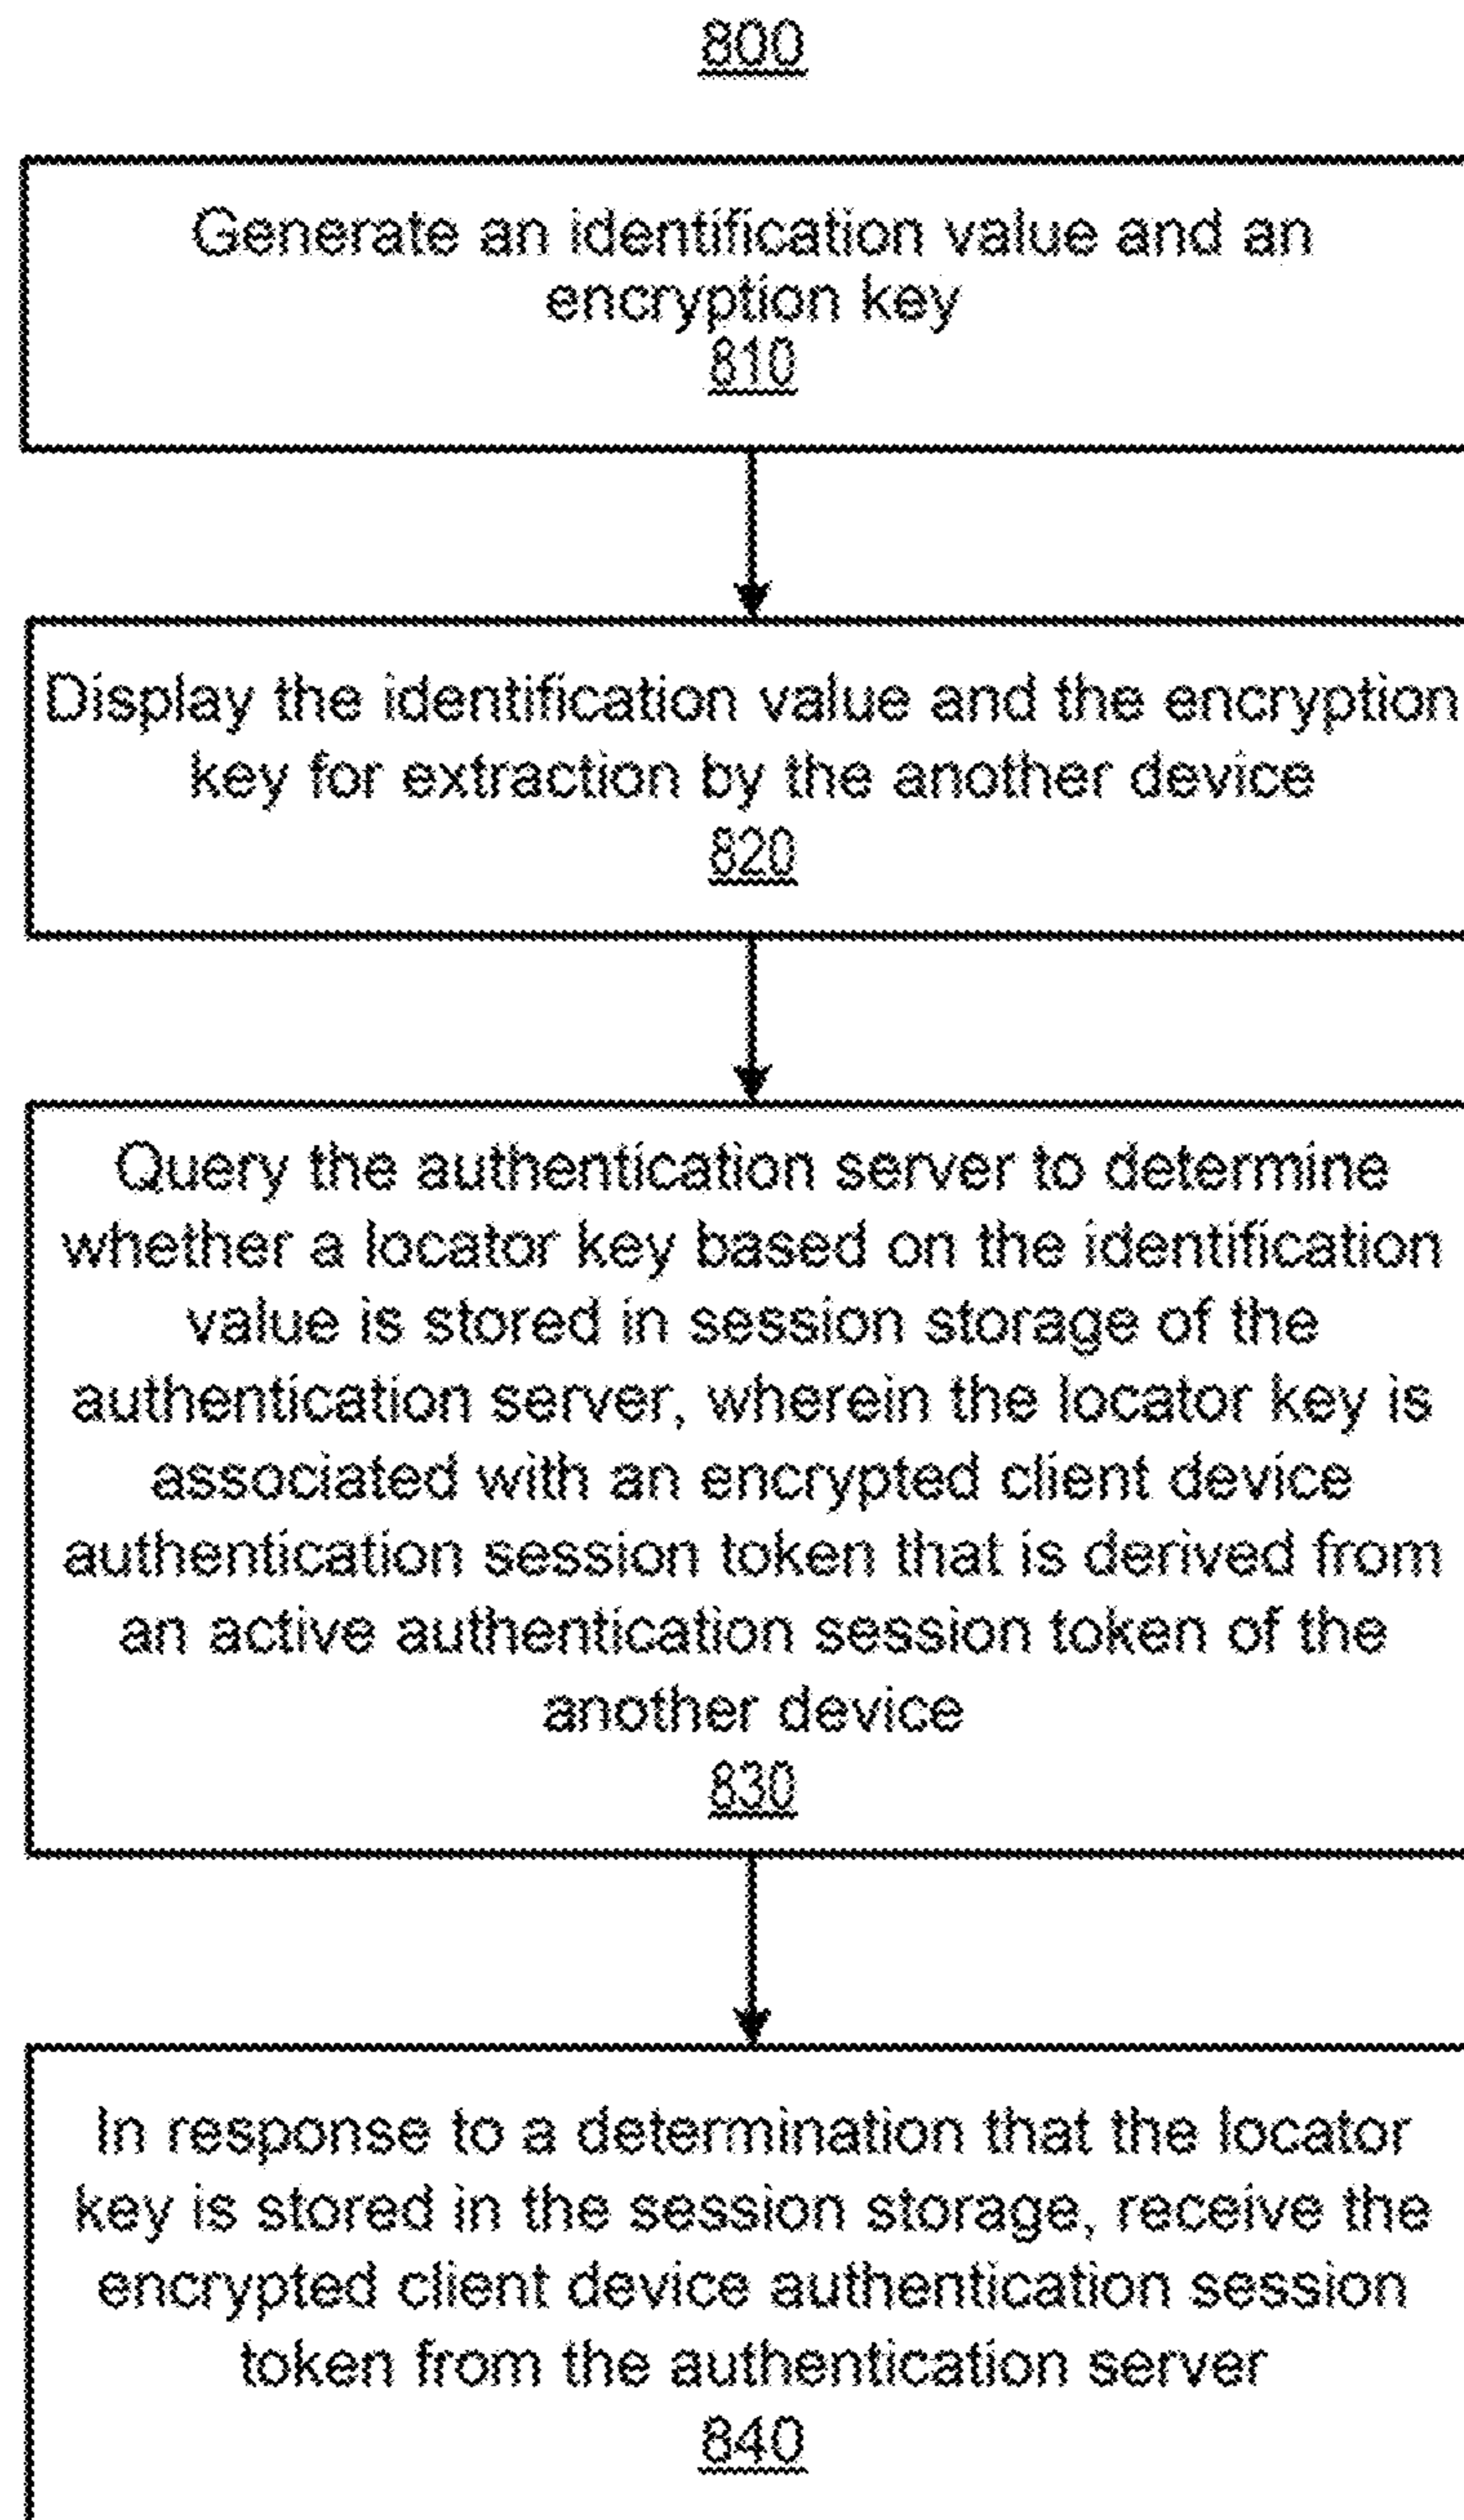 800
Generate an identification value and an
encryption key
810
Display the identification value and the encryption
key for extraction by the another device
820
Query the authentication server to determine
whether a locator key based on the identification
value is stored in session storage of the
authentication server, wherein the locator key is
associated with an encrypted client device
authentication session token that is derived from
an active authentication session token of the
another device
830
In response to a determination that the locator
key is stored in the session storage, receive the
encrypted client device authentication session
token from the authentication server
840